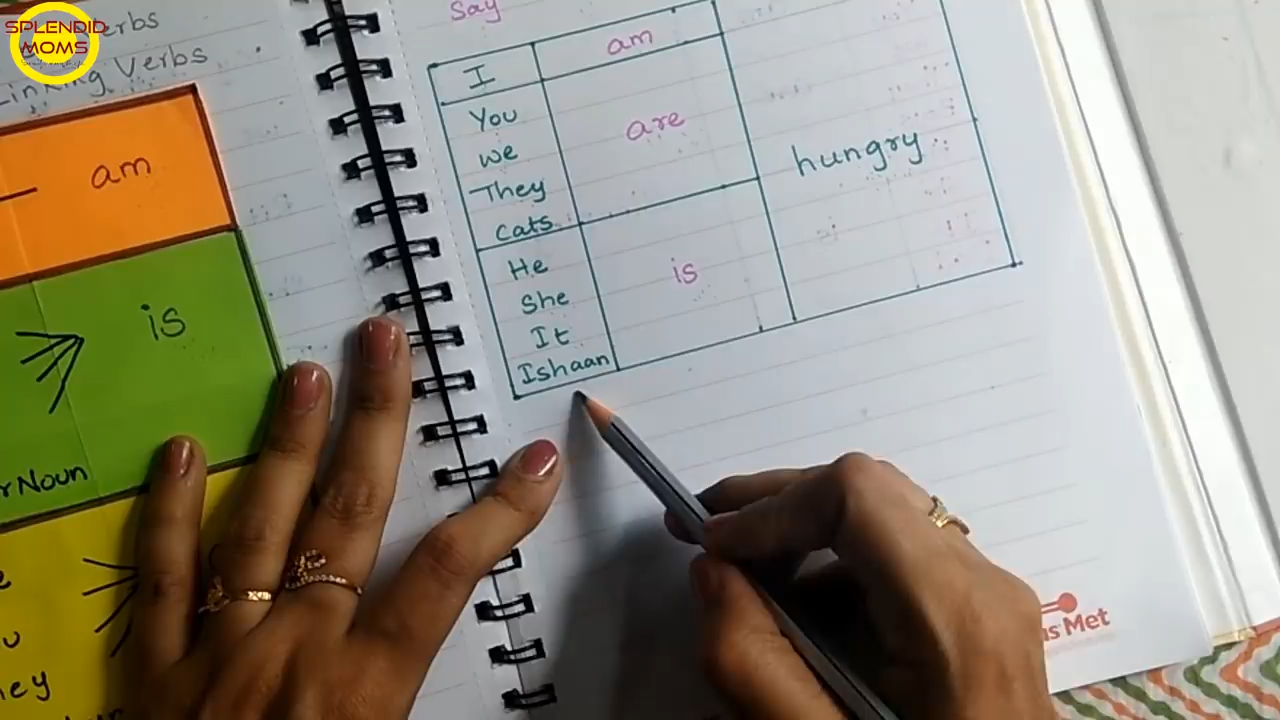 SPLENDID
MOMS
erbs
Linking Verbs
am
is
Noun
Say
I am
You
we
They
cats
are
He
She
It
Ishaan
is
hungry
Met